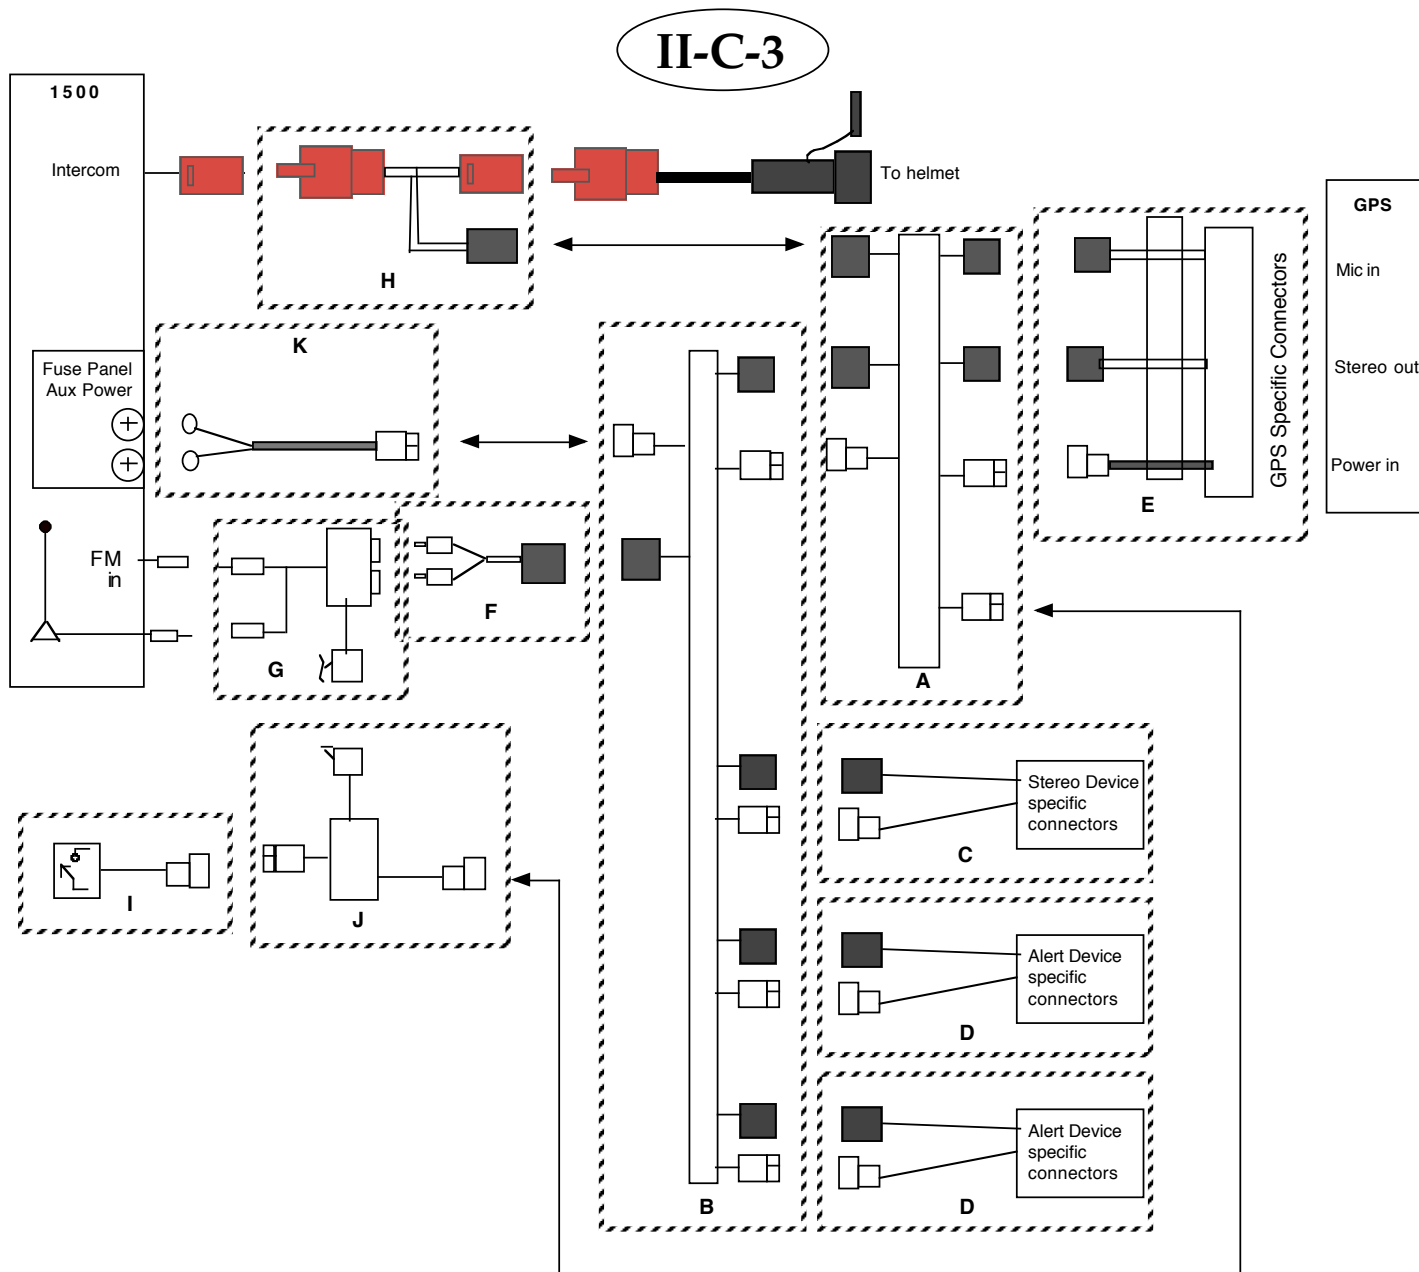 II-C-3
1500
Intercom
To helmet
GPS
Mic in
Stereo out
Power in
GPS Specific Connectors
H
K
Fuse Panel
Aux Power
E
FM
in
F
G
A
Stereo Device
specific
connectors
C
I
J
Alert Device
specific
connectors
D
Alert Device
specific
connectors
B
D